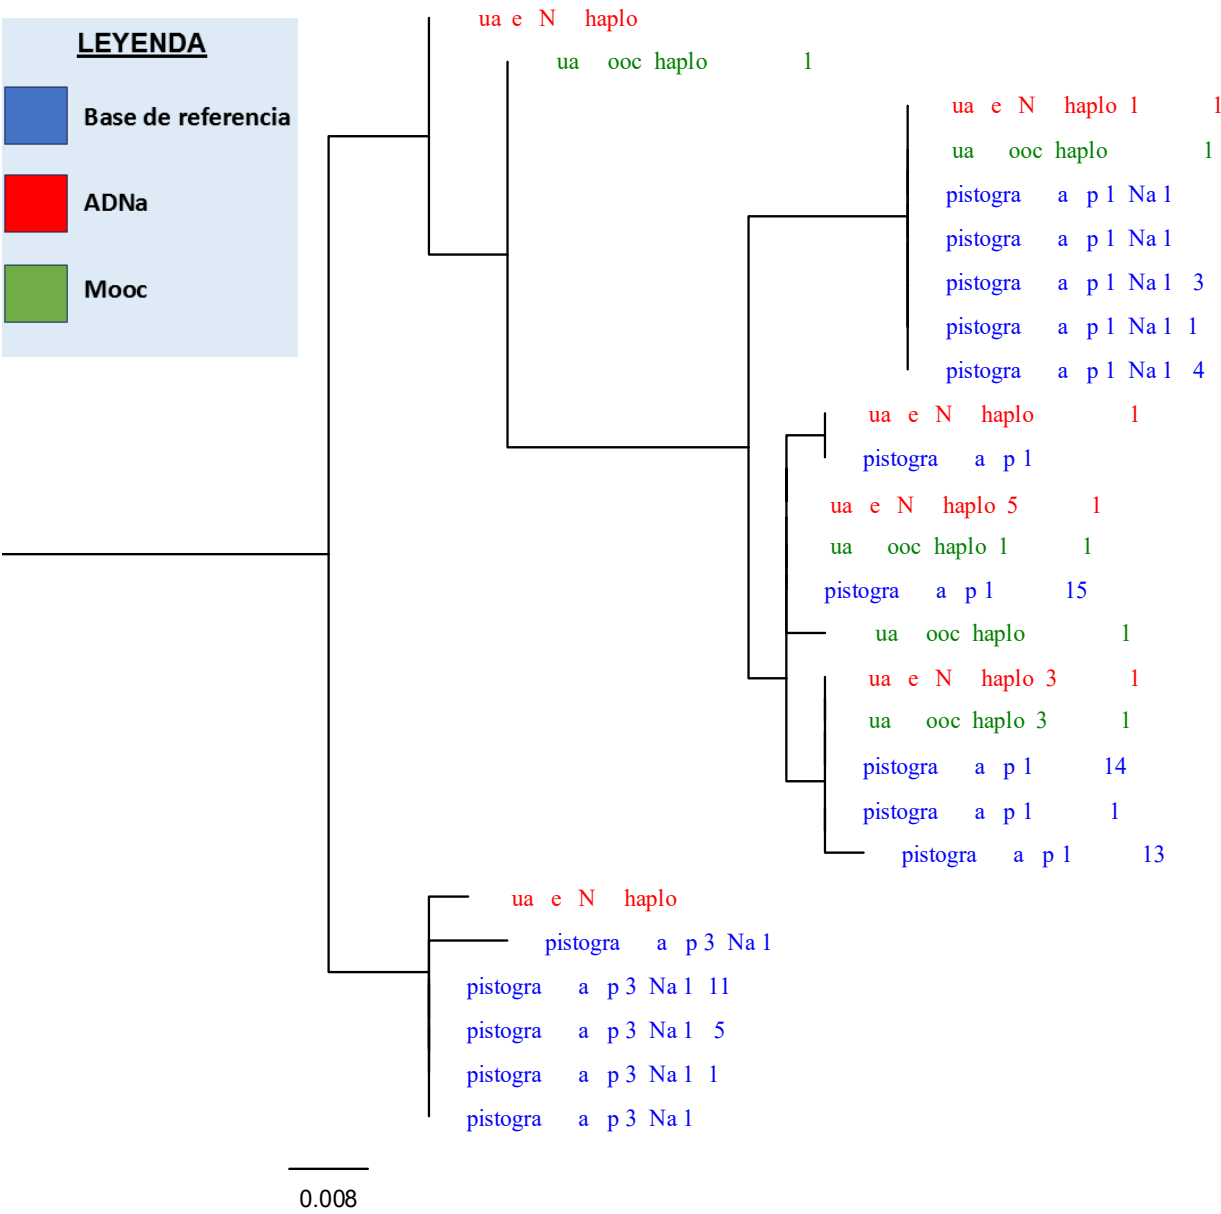 LEYENDA
Base de referencia
ADNa
Mooc
ua e N haplo
ua ooc haplo 1
ua e N haplo 1 1
ua ooc haplo 1
pistogra a p 1 Na 1
pistogra a p 1 Na 1
pistogra a p 1 Na 1 3
pistogra a p 1 Na 1 1
pistogra a p 1 Na 1 4
ua e N haplo 1
pistogra a p 1
ua e N haplo 5 1
ua ooc haplo 1 1
pistogra a p 1 15
ua ooc haplo 1
ua e N haplo 3 1
ua ooc haplo 3 1
pistogra a p 1 14
pistogra a p 1 1
pistogra a p 1 13
ua e N haplo
pistogra a p 3 Na 1
pistogra a p 3 Na 1 11
pistogra a p 3 Na 1 5
pistogra a p 3 Na 1 1
pistogra a p 3 Na 1
0.008